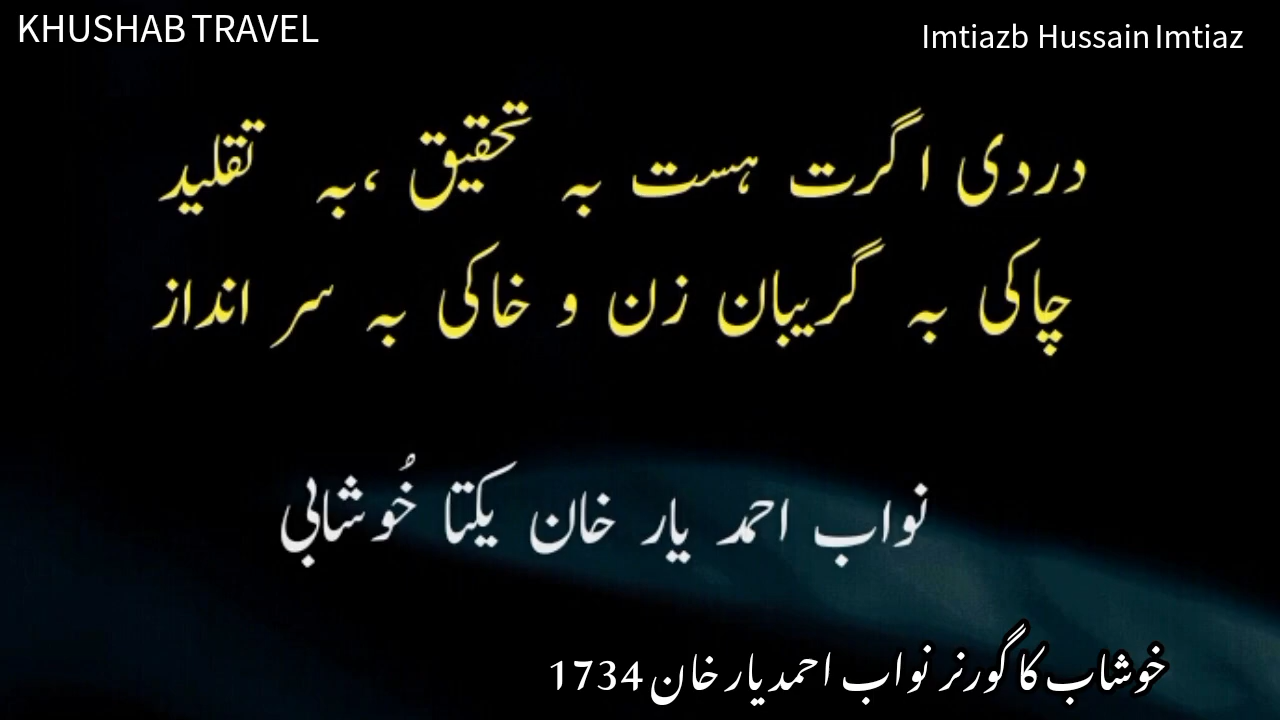 KHUSHAB TRAVEL
Imtiazb Hussain Imtiaz
دردی اگرت ہست بہ تحقیق ،بہ تقلید
چاکی بہ گریبان زن و خاکی بہ سر انداز
نواب احمد یار خان یکتا خُوشابی
خوشاب کا گورنر نواب احمد یار خان 1734